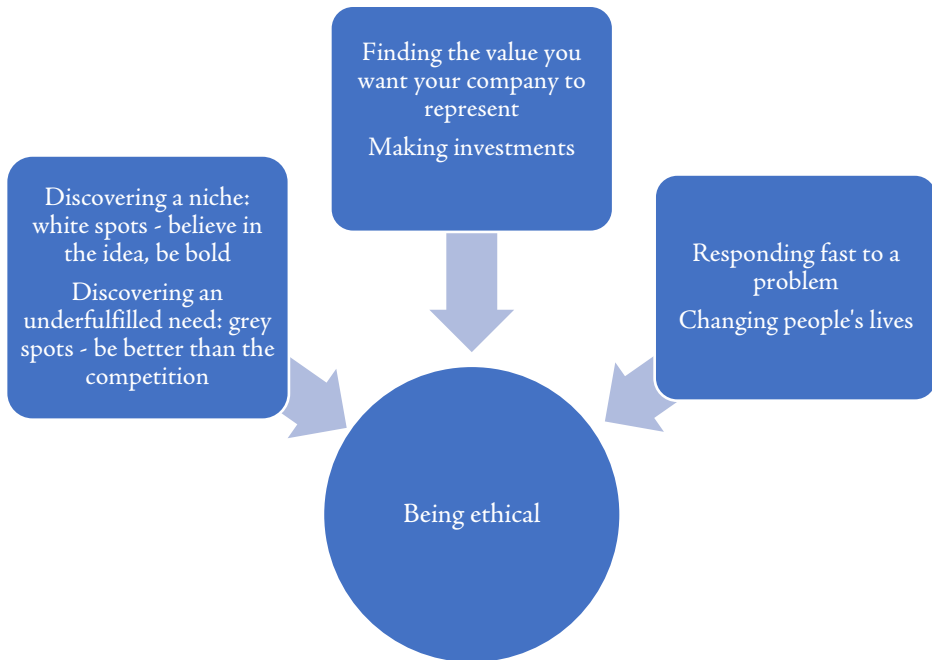 Discovering a niche:
white spots - believe in
the idea, be bold
Discovering an
underfulfilled need: grey
spots - be better than the
competition
Finding the value you
want your company to
represent
Making investments
Responding fast to a
problem
Changing people's lives
Being ethical